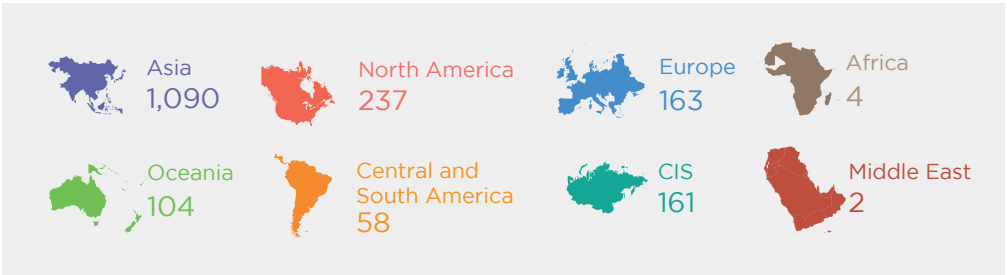 Asia
1,090
North America
237
Europe
163
Africa
4
Oceania
104
Central and
South America
58
CIS
161
Middle East
2